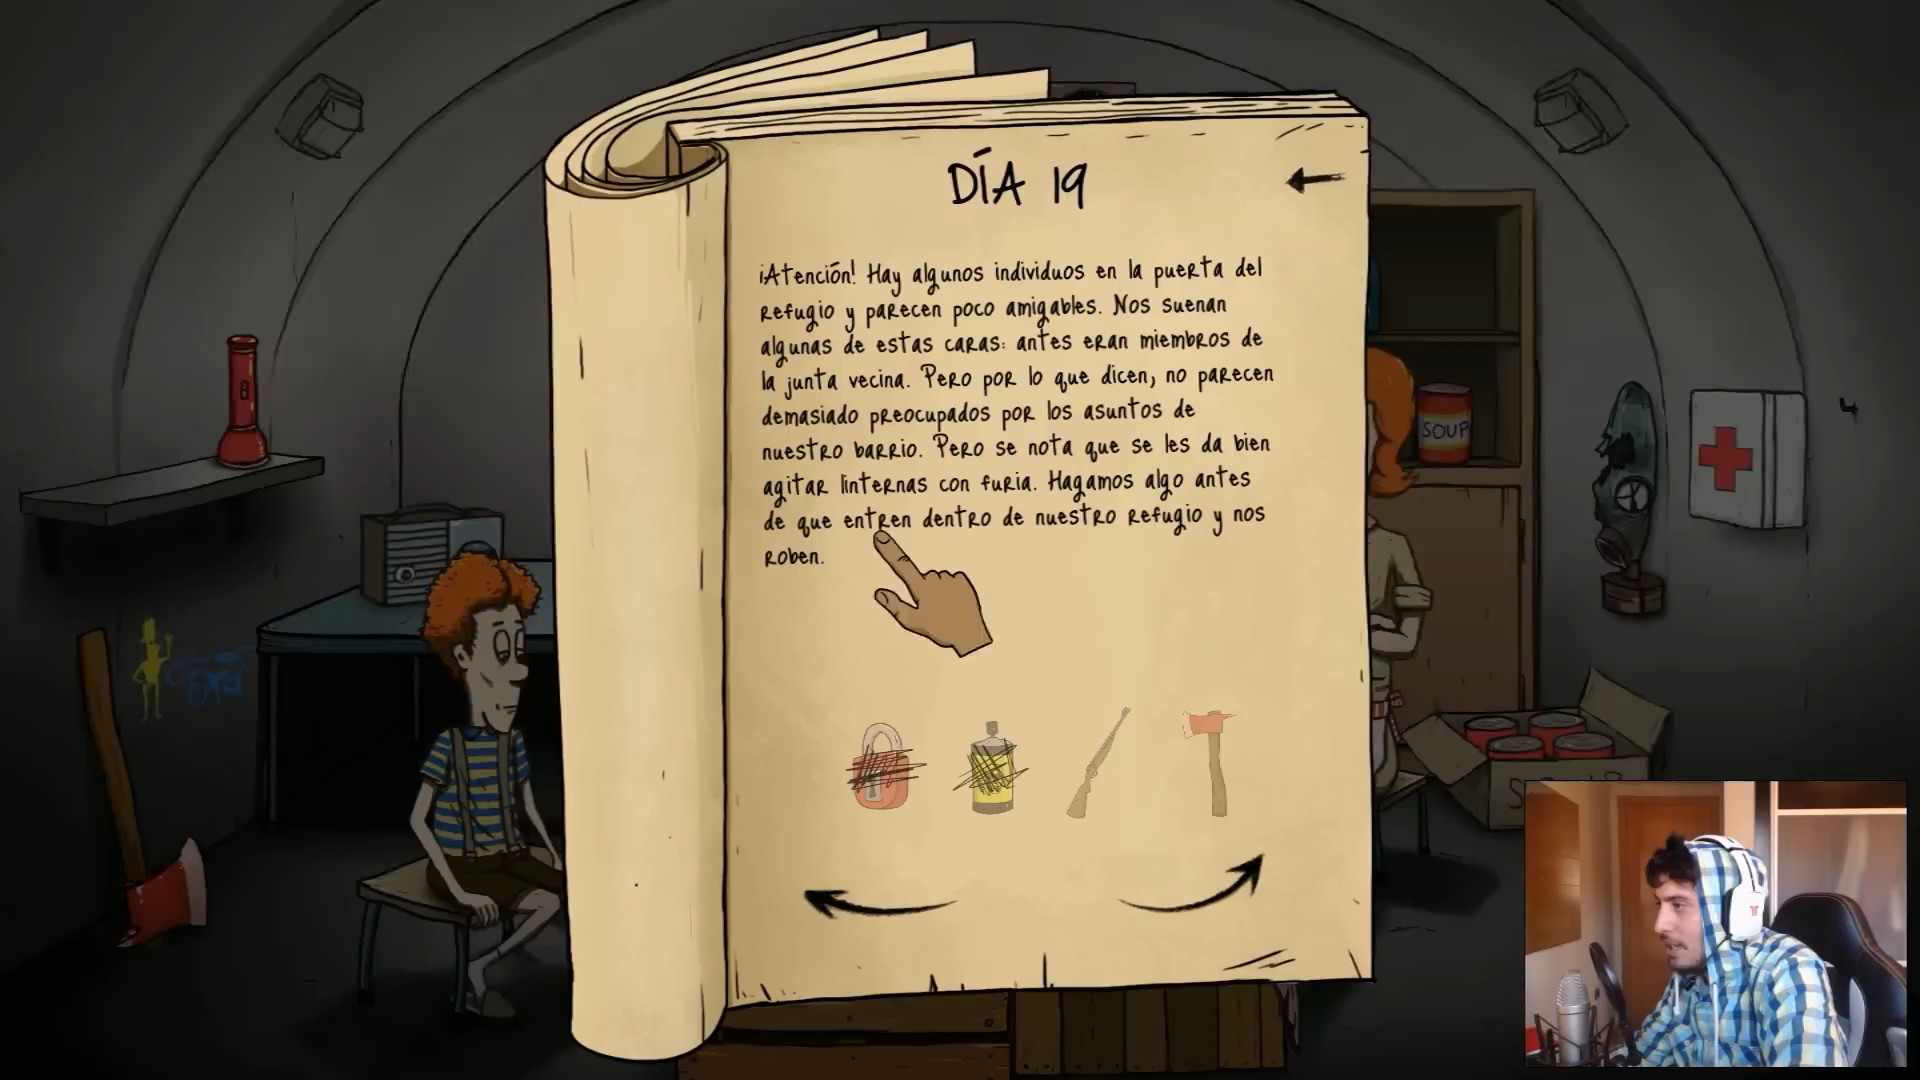 DÍA 19
¡Atención! Hay algunos individuos en la puerta del
refugio y parecen poco amigables. Nos suenan
algunas de estas caras: antes eran miembros de
la junta vecina. Pero por lo que dicen, no parecen
demasiado preocupados por los asuntos de
nuestro barrio. Pero se nota que se les da bien
agitar linternas con furia. Hagamos algo antes
de que entren dentro de nuestro refugio y nos
roben.
SOUP